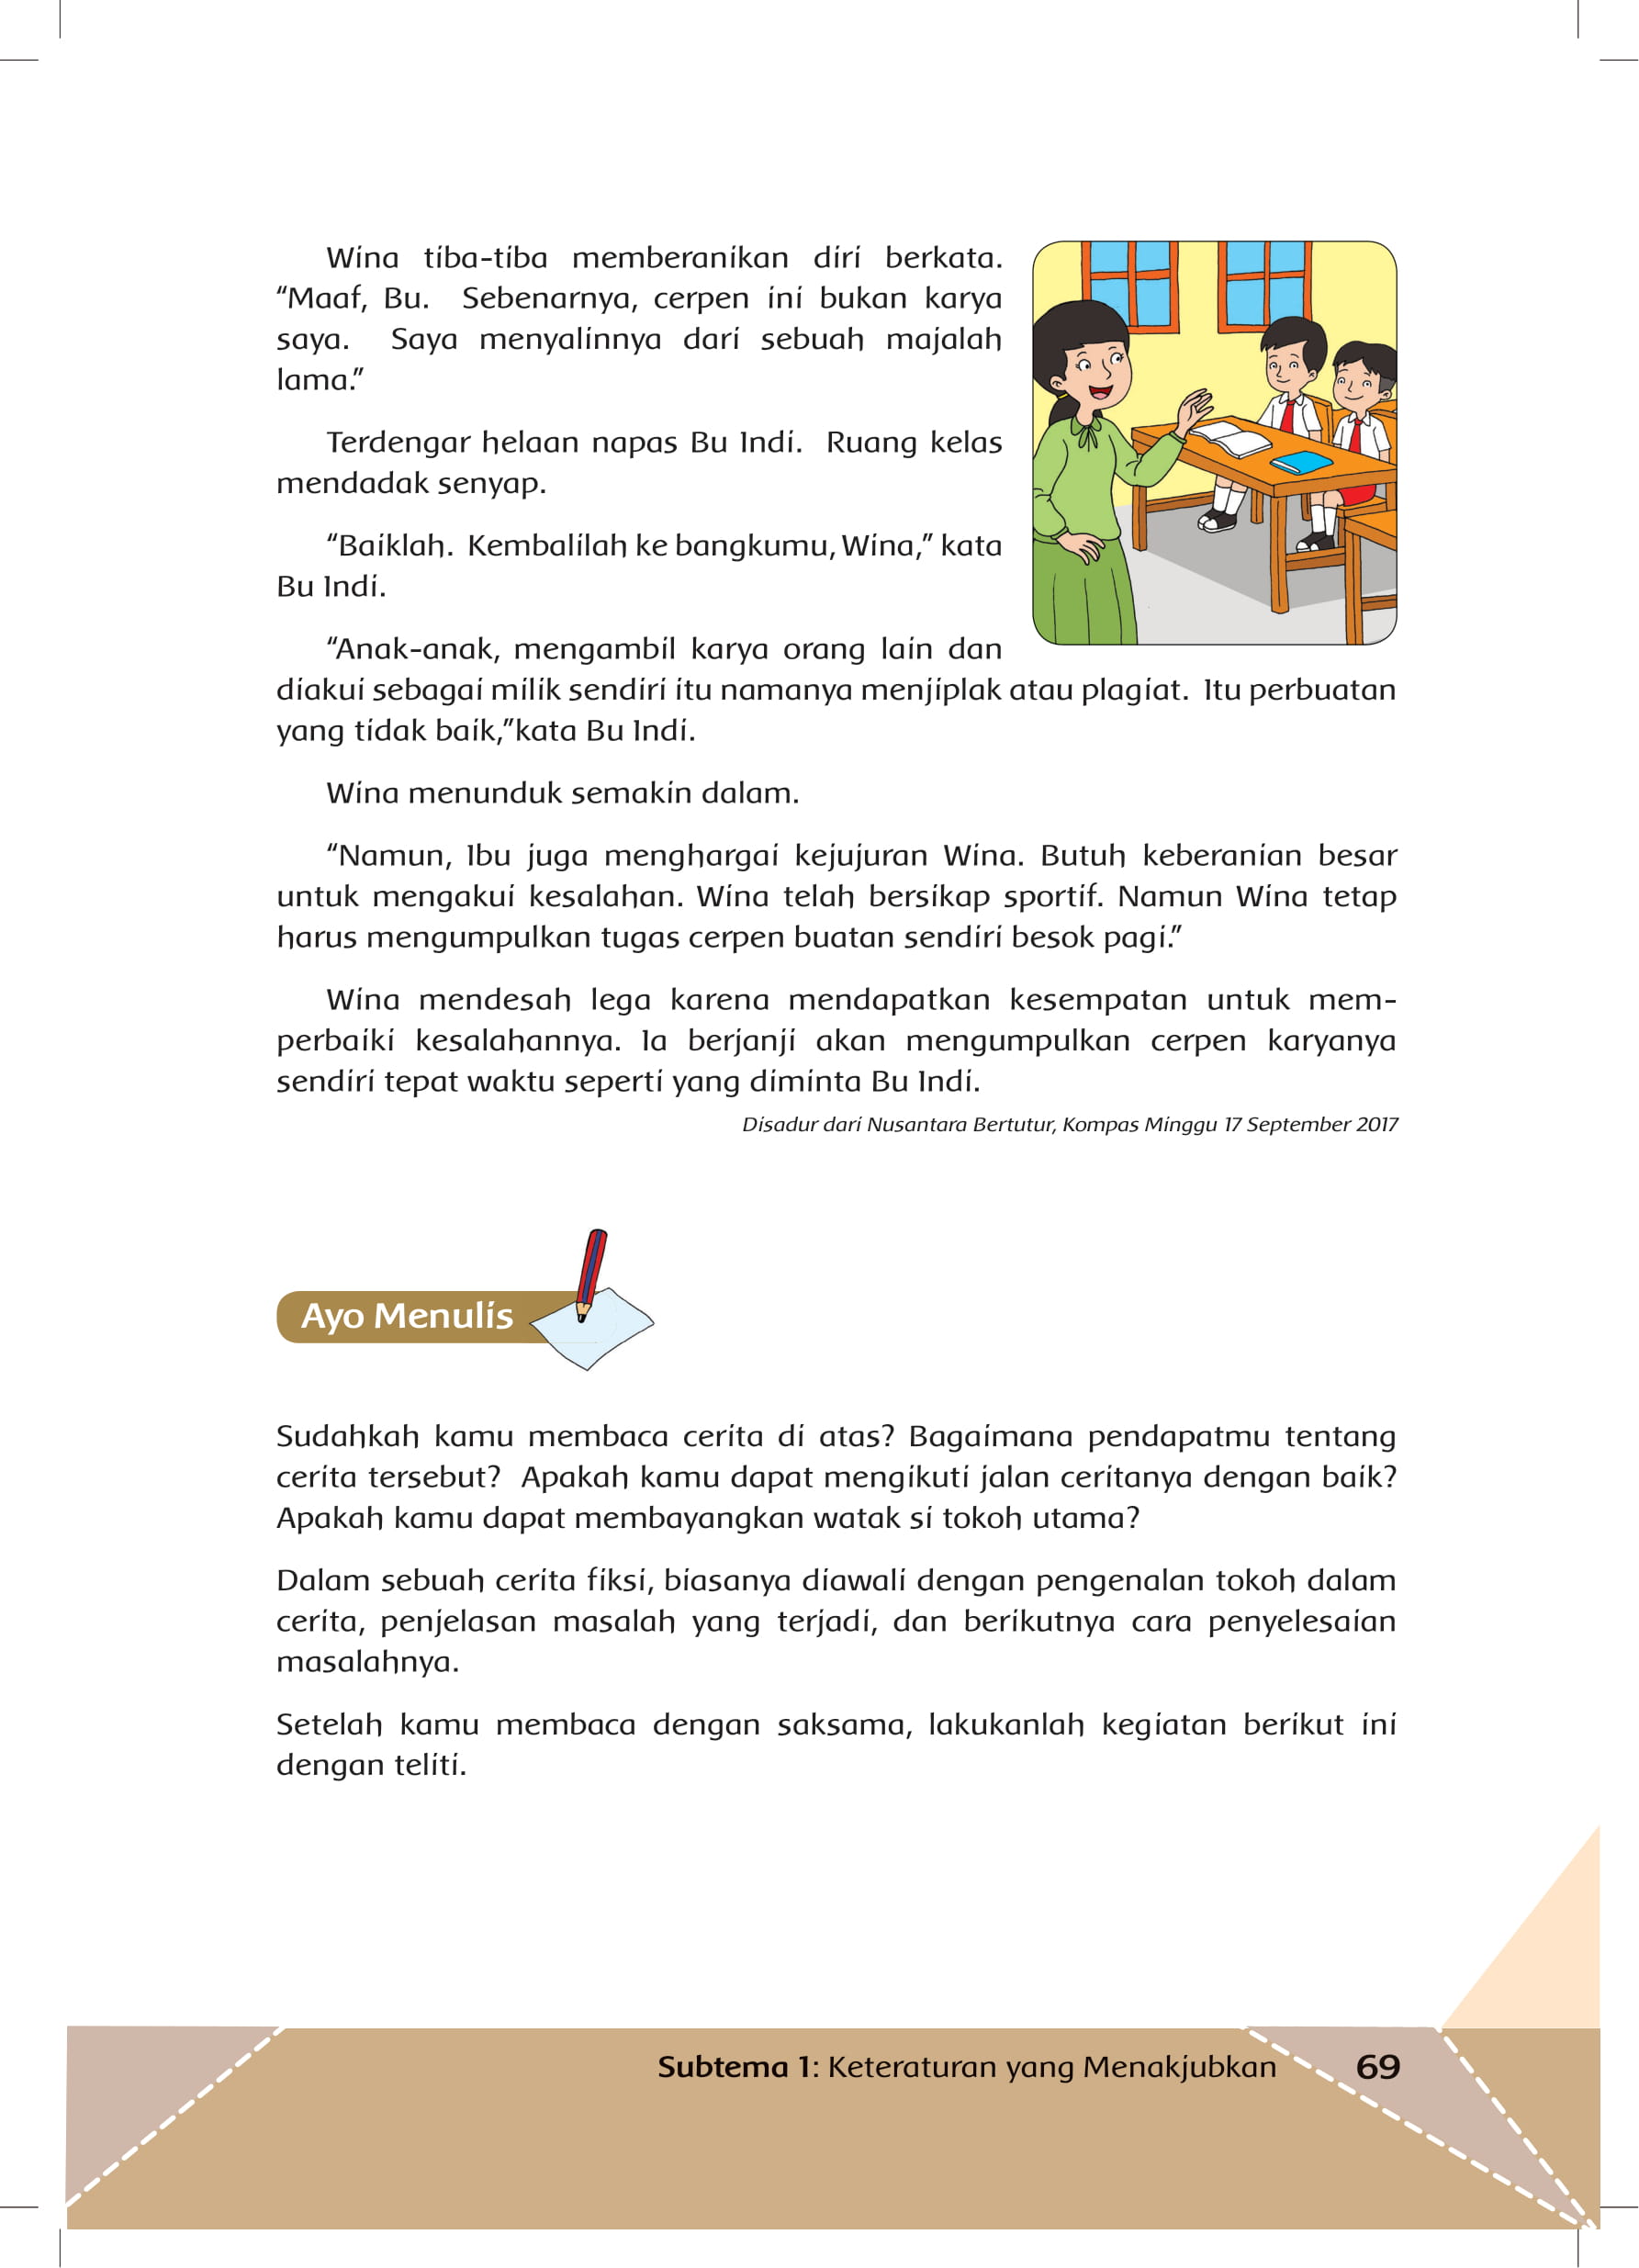 Wina tiba-tiba memberanikan diri berkata.
“Maaf, Bu. Sebenarnya, cerpen ini bukan karya
saya. Saya menyalinnya dari sebuah majalah
lama.”
Terdengar helaan napas Bu Indi. Ruang kelas
mendadak senyap.
“Baiklah. Kembalilah ke bangkumu, Wina,” kata
Bu Indi.
“Anak-anak, mengambil karya orang lain dan
diakui sebagai milik sendiri itu namanya menjiplak atau plagiat. Itu perbuatan
yang tidak baik,”kata Bu Indi.
Wina menunduk semakin dalam.
“Namun, Ibu juga menghargai kejujuran Wina. Butuh keberanian besar
untuk mengakui kesalahan. Wina telah bersikap sportif. Namun Wina tetap
harus mengumpulkan tugas cerpen buatan sendiri besok pagi.”
Wina mendesah lega karena mendapatkan kesempatan untuk mem-
perbaiki kesalahannya. Ia berjanji akan mengumpulkan cerpen karyanya
sendiri tepat waktu seperti yang diminta Bu Indi.
Disadur dari Nusantara Bertutur, Kompas Minggu 17 September 2017
Ayo Menulis
Sudahkah kamu membaca cerita di atas? Bagaimana pendapatmu tentang
cerita tersebut? Apakah kamu dapat mengikuti jalan ceritanya dengan baik?
Apakah kamu dapat membayangkan watak si tokoh utama?
Dalam sebuah cerita fiksi, biasanya diawali dengan pengenalan tokoh dalam
cerita, penjelasan masalah yang terjadi, dan berikutnya cara penyelesaian
masalahnya.
Setelah kamu membaca dengan saksama, lakukanlah kegiatan berikut ini
dengan teliti.
Subtema 1: Keteraturan yang Menakjubkan 69